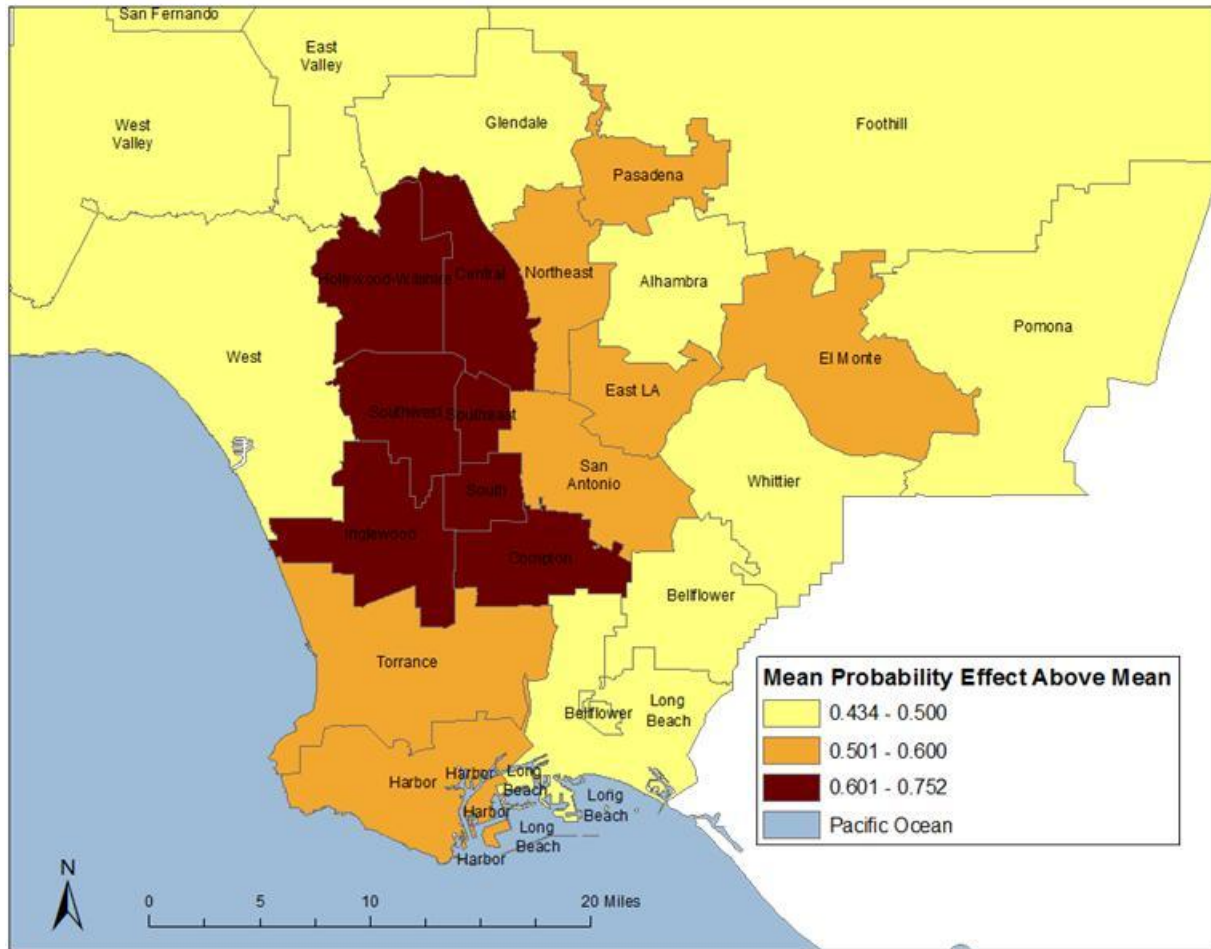 San Fernando
East
Valley
West
Valley
Glendale
Foothill
Pasadena
Hollywood-Wilshire
Central
Northeast
Alhambra
Pomona
West
El Monte
East LA
Southwest
Southeast
San
Antonio
Whittier
South
Inglewood
Compton
Bellflower
Torrance
Bellflower
Long
Beach
Harbor
Harbor
Long
Beach
Long
Beach
Harbor
Long
Beach
Harbor
Mean Probability Effect Above Mean
0.434 - 0.500
0.501 - 0.600
0.601 - 0.752
Pacific Ocean
N
0 5 10 20 Miles